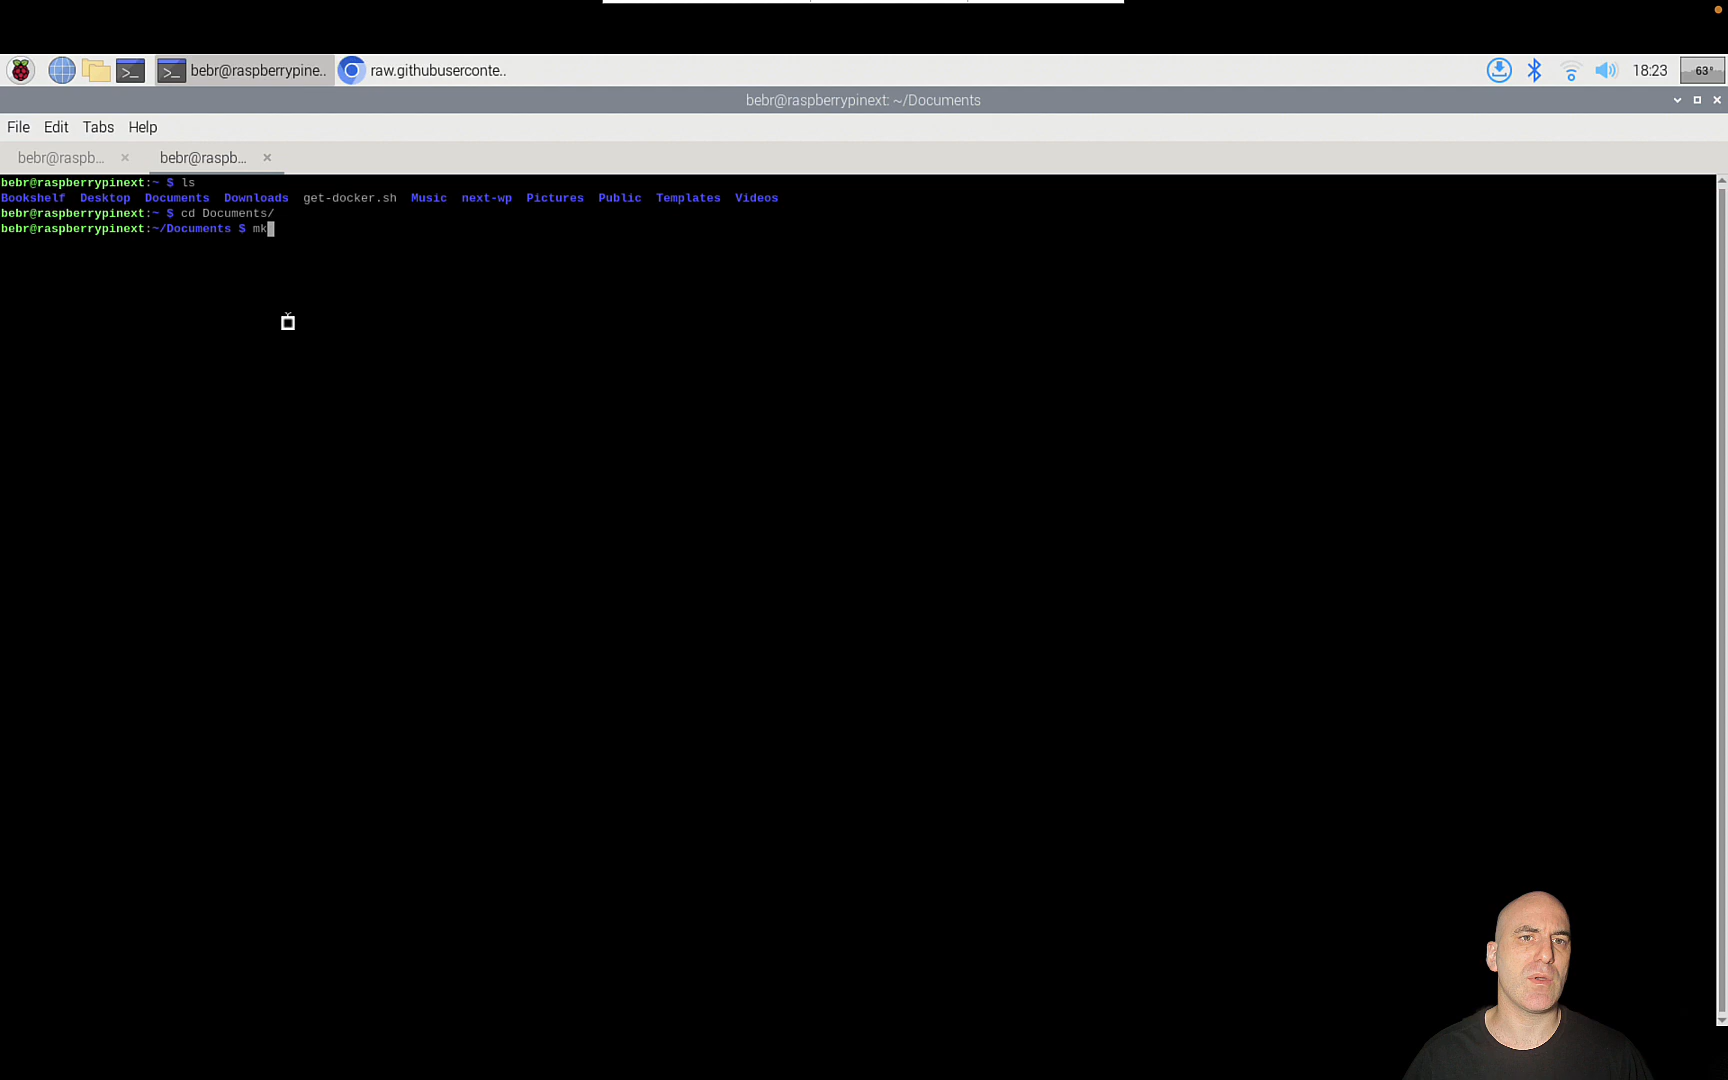 bebr@raspberrypine.. raw.githubuserconte.. 18:23 63°
bebr@raspberrypinext: ~/Documents
File Edit Tabs Help
bebr@raspb... × bebr@raspb... ×
bebr@raspberrypinext:~ $ ls
Bookshelf Desktop Documents Downloads get-docker.sh Music next-wp Pictures Public Templates Videos
bebr@raspberrypinext:~ $ cd Documents/
bebr@raspberrypinext:~/Documents $ mk